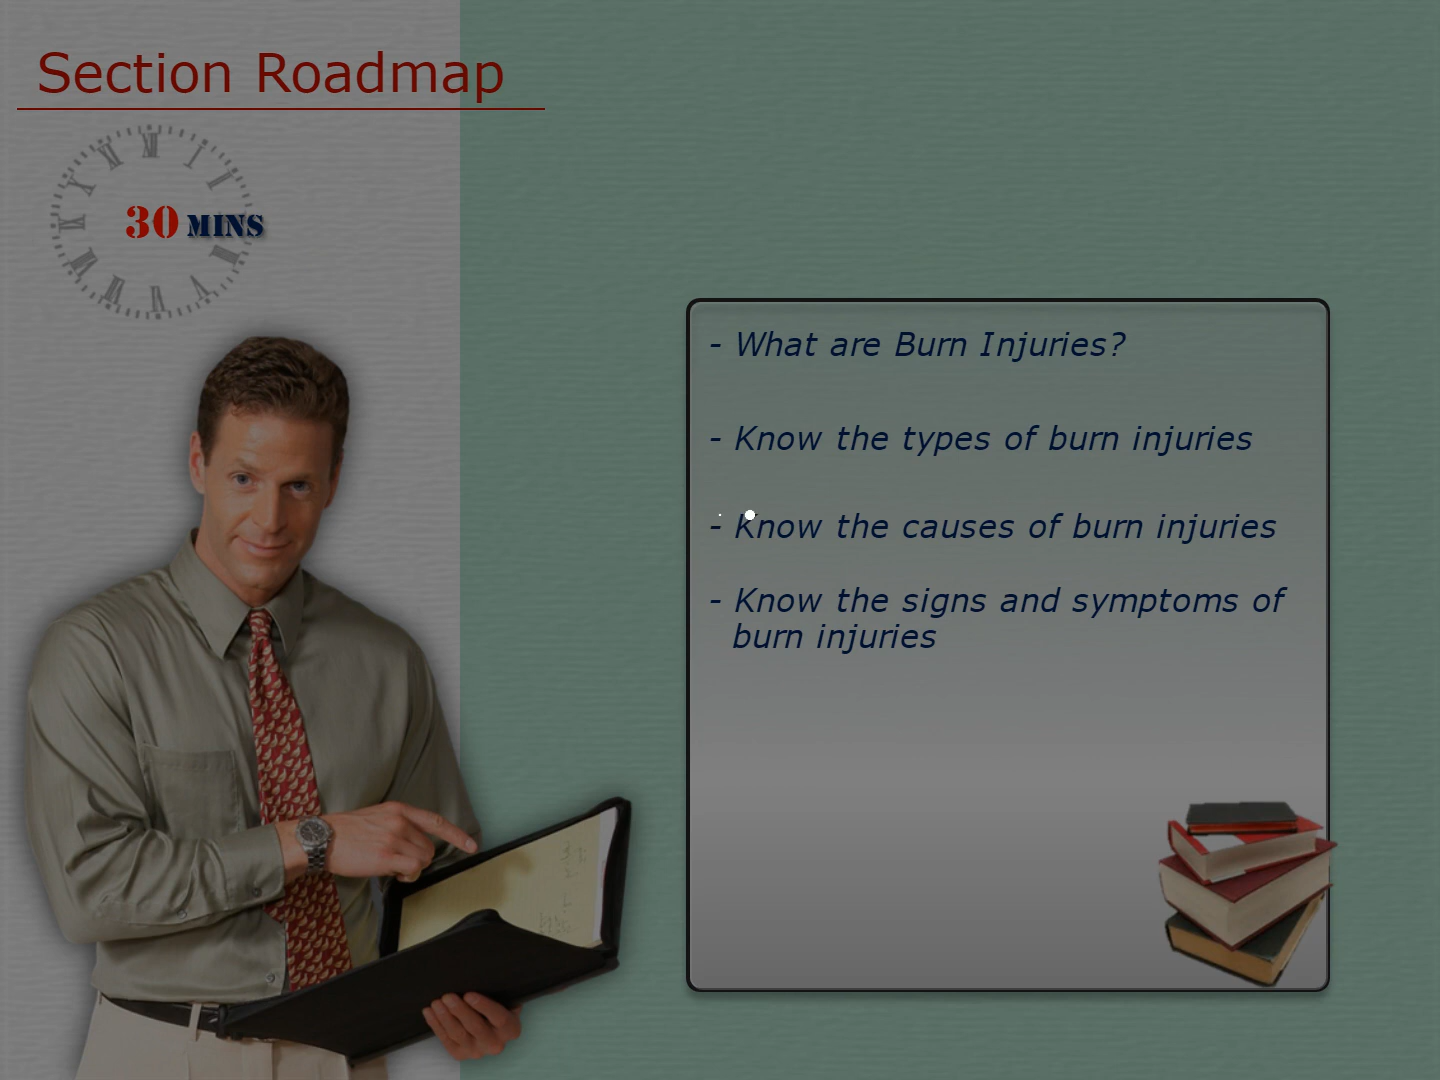 Section Roadmap
30 MINS
- What are Burn Injuries?
- Know the types of burn injuries
- Know the causes of burn injuries
- Know the signs and symptoms of
burn injuries